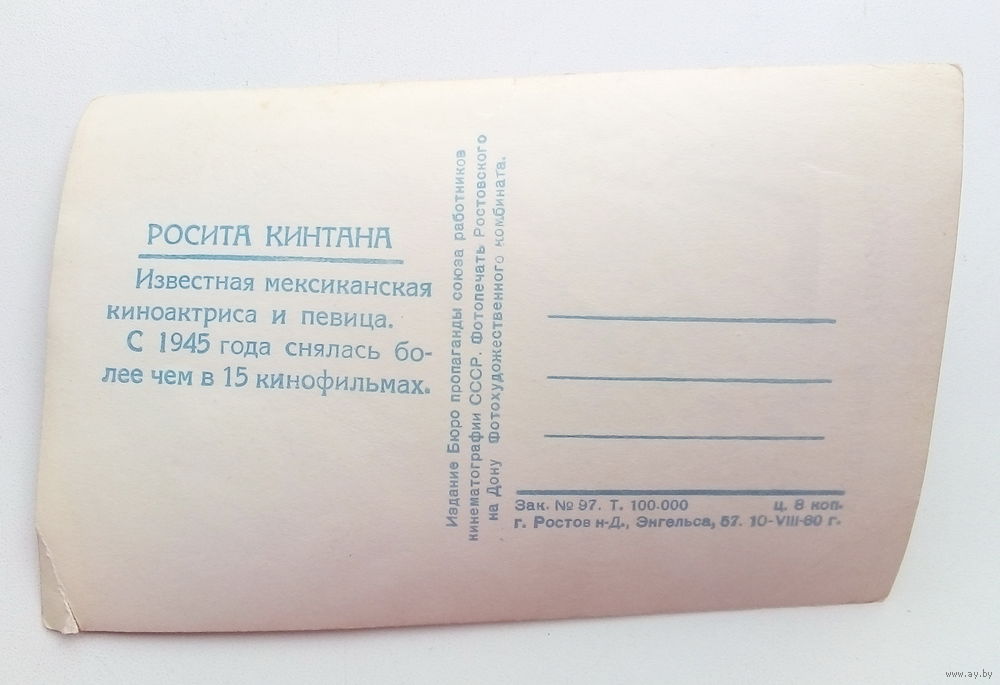 РОСИТА КИНТАНА
Известная мексиканская
киноактриса и певица.
С 1945 года снялась бо-
лее чем в 15 кинофильмах.
Издание Бюро пропаганды союза работников
кинематографии СССР. Фотопечать Ростовского
на Дону Фотохудожественного комбината.
Зак. № 97. Т. 100.000 ц. 8 коп.
г. Ростов н-Д., Энгельса, 57. 10-VIII-60 г.
www.ay.by